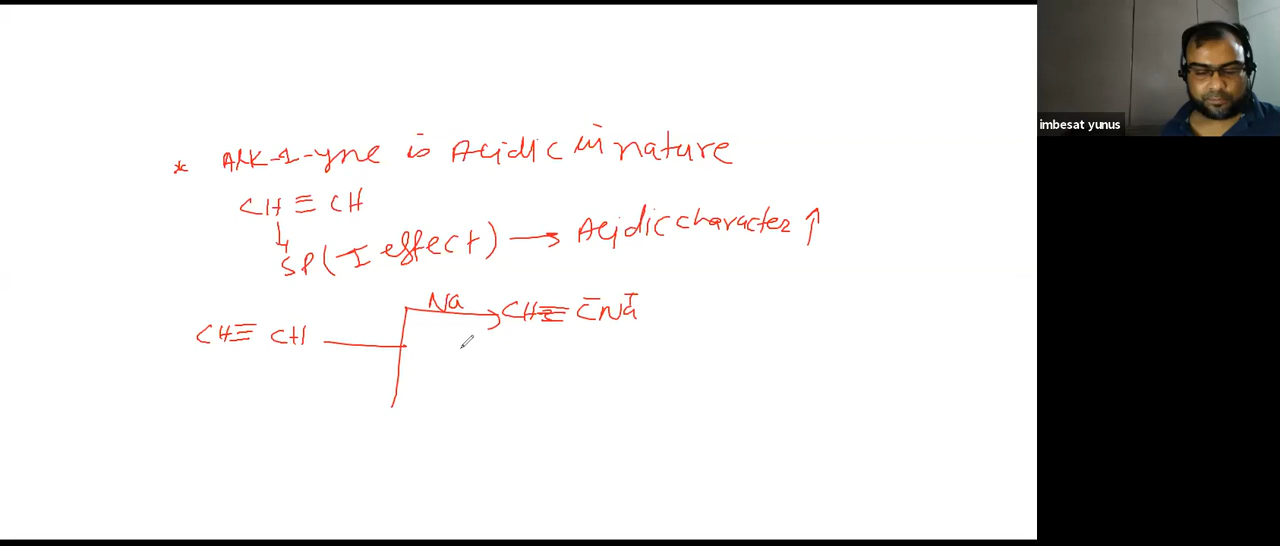 * Alk-1-yne is Acidic in nature
CH ≡ CH
SP (-I effect) → Acidic character ↑
CH ≡ CH
Na
CH ≡ C̄ Na⁺
imbesat yunus